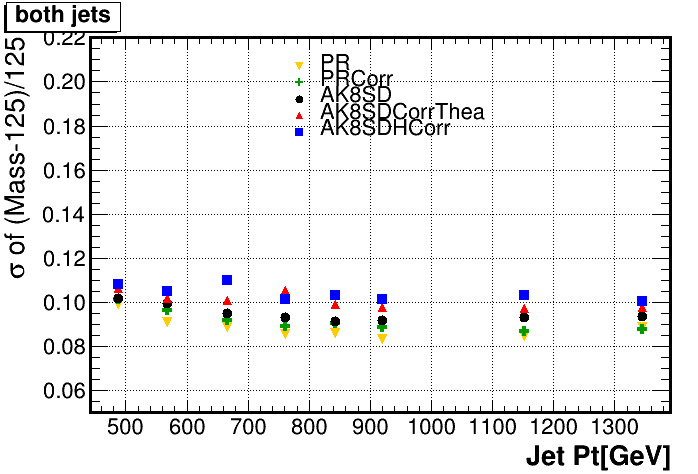 both jets
σ of (Mass-125)/125
0.22
0.20
0.18
0.16
0.14
0.12
0.10
0.08
0.06
PR
PRCorr
AK8SD
AK8SDCorrThea
AK8SDHCorr
500 600 700 800 900 1000 1100 1200 1300
Jet Pt[GeV]